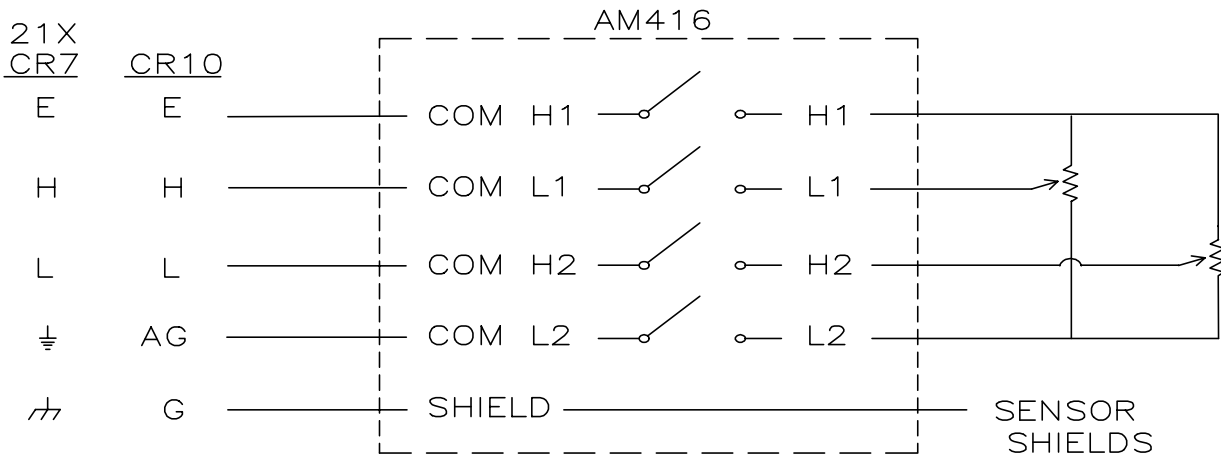 AM416
21X
CR7 CR10
E E COM H1 H1
H H COM L1 L1
L L COM H2 H2
AG COM L2 L2
G SHIELD SENSOR
SHIELDS